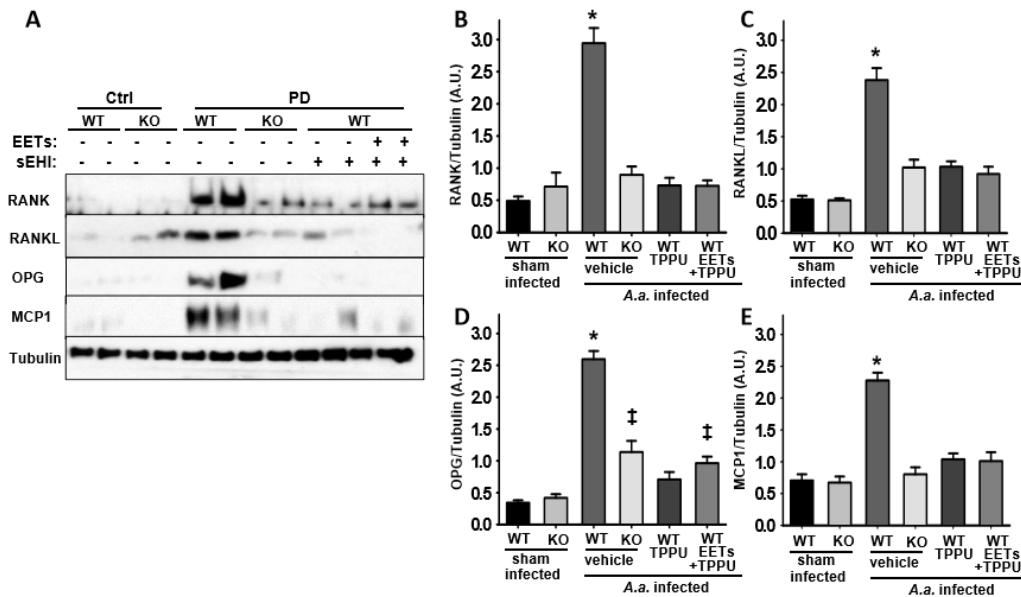 A
Ctrl PD
WT KO WT KO WT
EETs: - - - - - - - - - - + +
sEHI: - - - - - - - - + + + +
RANK
RANKL
OPG
MCP1
Tubulin
B
RANK/Tubulin (A.U.)
3.0
2.5
2.0
1.5
1.0
0.5
0.0
*
WT KO WT KO WT WT
TPPU EETs
+TPPU
sham
infected
vehicle
A.a. infected
C
RANKL/Tubulin (A.U.)
3.0
2.5
2.0
1.5
1.0
0.5
0.0
*
WT KO WT KO WT WT
TPPU EETs
+TPPU
sham
infected
vehicle
A.a. infected
D
OPG/Tubulin (A.U.)
3.0
2.5
2.0
1.5
1.0
0.5
0.0
* ‡ ‡
WT KO WT KO WT WT
TPPU EETs
+TPPU
sham
infected
vehicle
A.a. infected
E
MCP1/Tubulin (A.U.)
3.0
2.5
2.0
1.5
1.0
0.5
0.0
*
WT KO WT KO WT WT
TPPU EETs
+TPPU
sham
infected
vehicle
A.a. infected